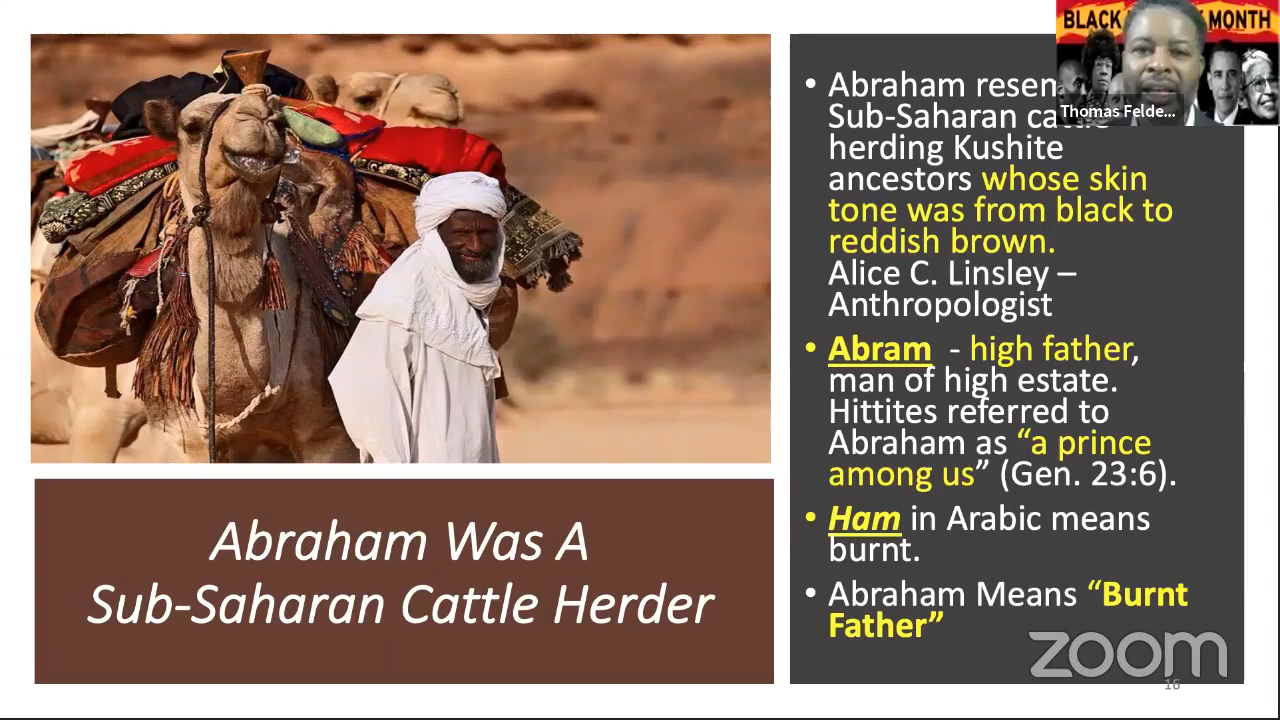 BLACK
MONTH
Thomas Felde...
• Abraham
Sub-Saharan
herding Kushite
ancestors whose skin
tone was from black to
reddish brown.
Alice C. Linsley –
Anthropologist
• Abram - high father,
man of high estate.
Hittites referred to
Abraham as “a prince
among us” (Gen. 23:6).
• Ham in Arabic means
burnt.
• Abraham Means “Burnt
Father”
Abraham Was A
Sub-Saharan Cattle Herder
zoom
16